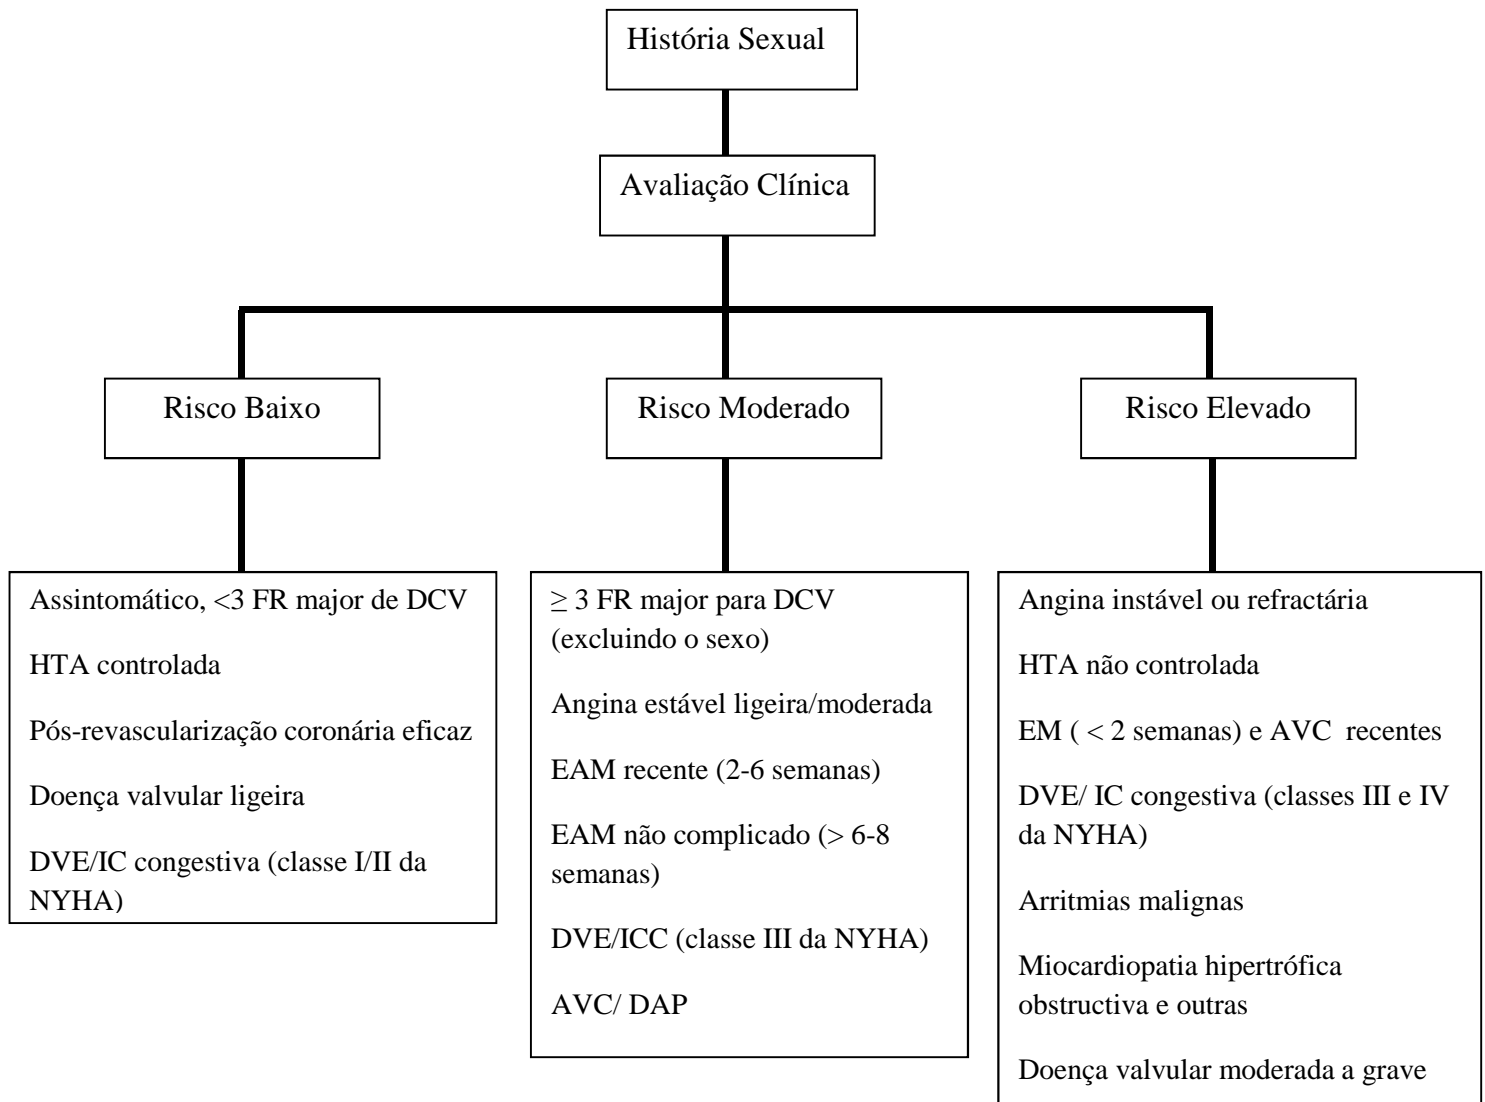 História Sexual
Avaliação Clínica
Risco Baixo
Risco Moderado
Risco Elevado
Assintomático, <3 FR major de DCV
HTA controlada
Pós-revascularização coronária eficaz
Doença valvular ligeira
DVE/IC congestiva (classe I/II da
NYHA)
≥ 3 FR major para DCV
(excluindo o sexo)
Angina estável ligeira/moderada
EAM recente (2-6 semanas)
EAM não complicado (> 6-8
semanas)
DVE/ICC (classe III da NYHA)
AVC/ DAP
Angina instável ou refractária
HTA não controlada
EM ( < 2 semanas) e AVC  recentes
DVE/ IC congestiva (classes III e IV
da NYHA)
Arritmias malignas
Miocardiopatia hipertrófica
obstructiva e outras
Doença valvular moderada a grave